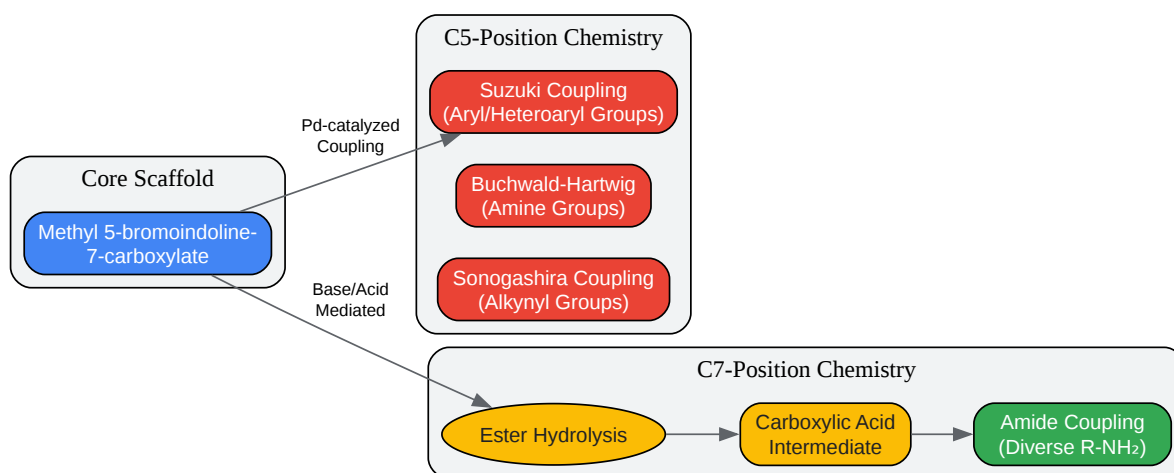 C5-Position Chemistry
Suzuki Coupling
(Aryl/Heteroaryl Groups)
Pd-catalyzed
Coupling
Core Scaffold
Methyl 5-bromoindoline-
7-carboxylate
Buchwald-Hartwig
(Amine Groups)
Sonogashira Coupling
(Alkynyl Groups)
Base/Acid
Mediated
C7-Position Chemistry
Ester Hydrolysis
Carboxylic Acid
Intermediate
Amide Coupling
(Diverse R-NH₂)